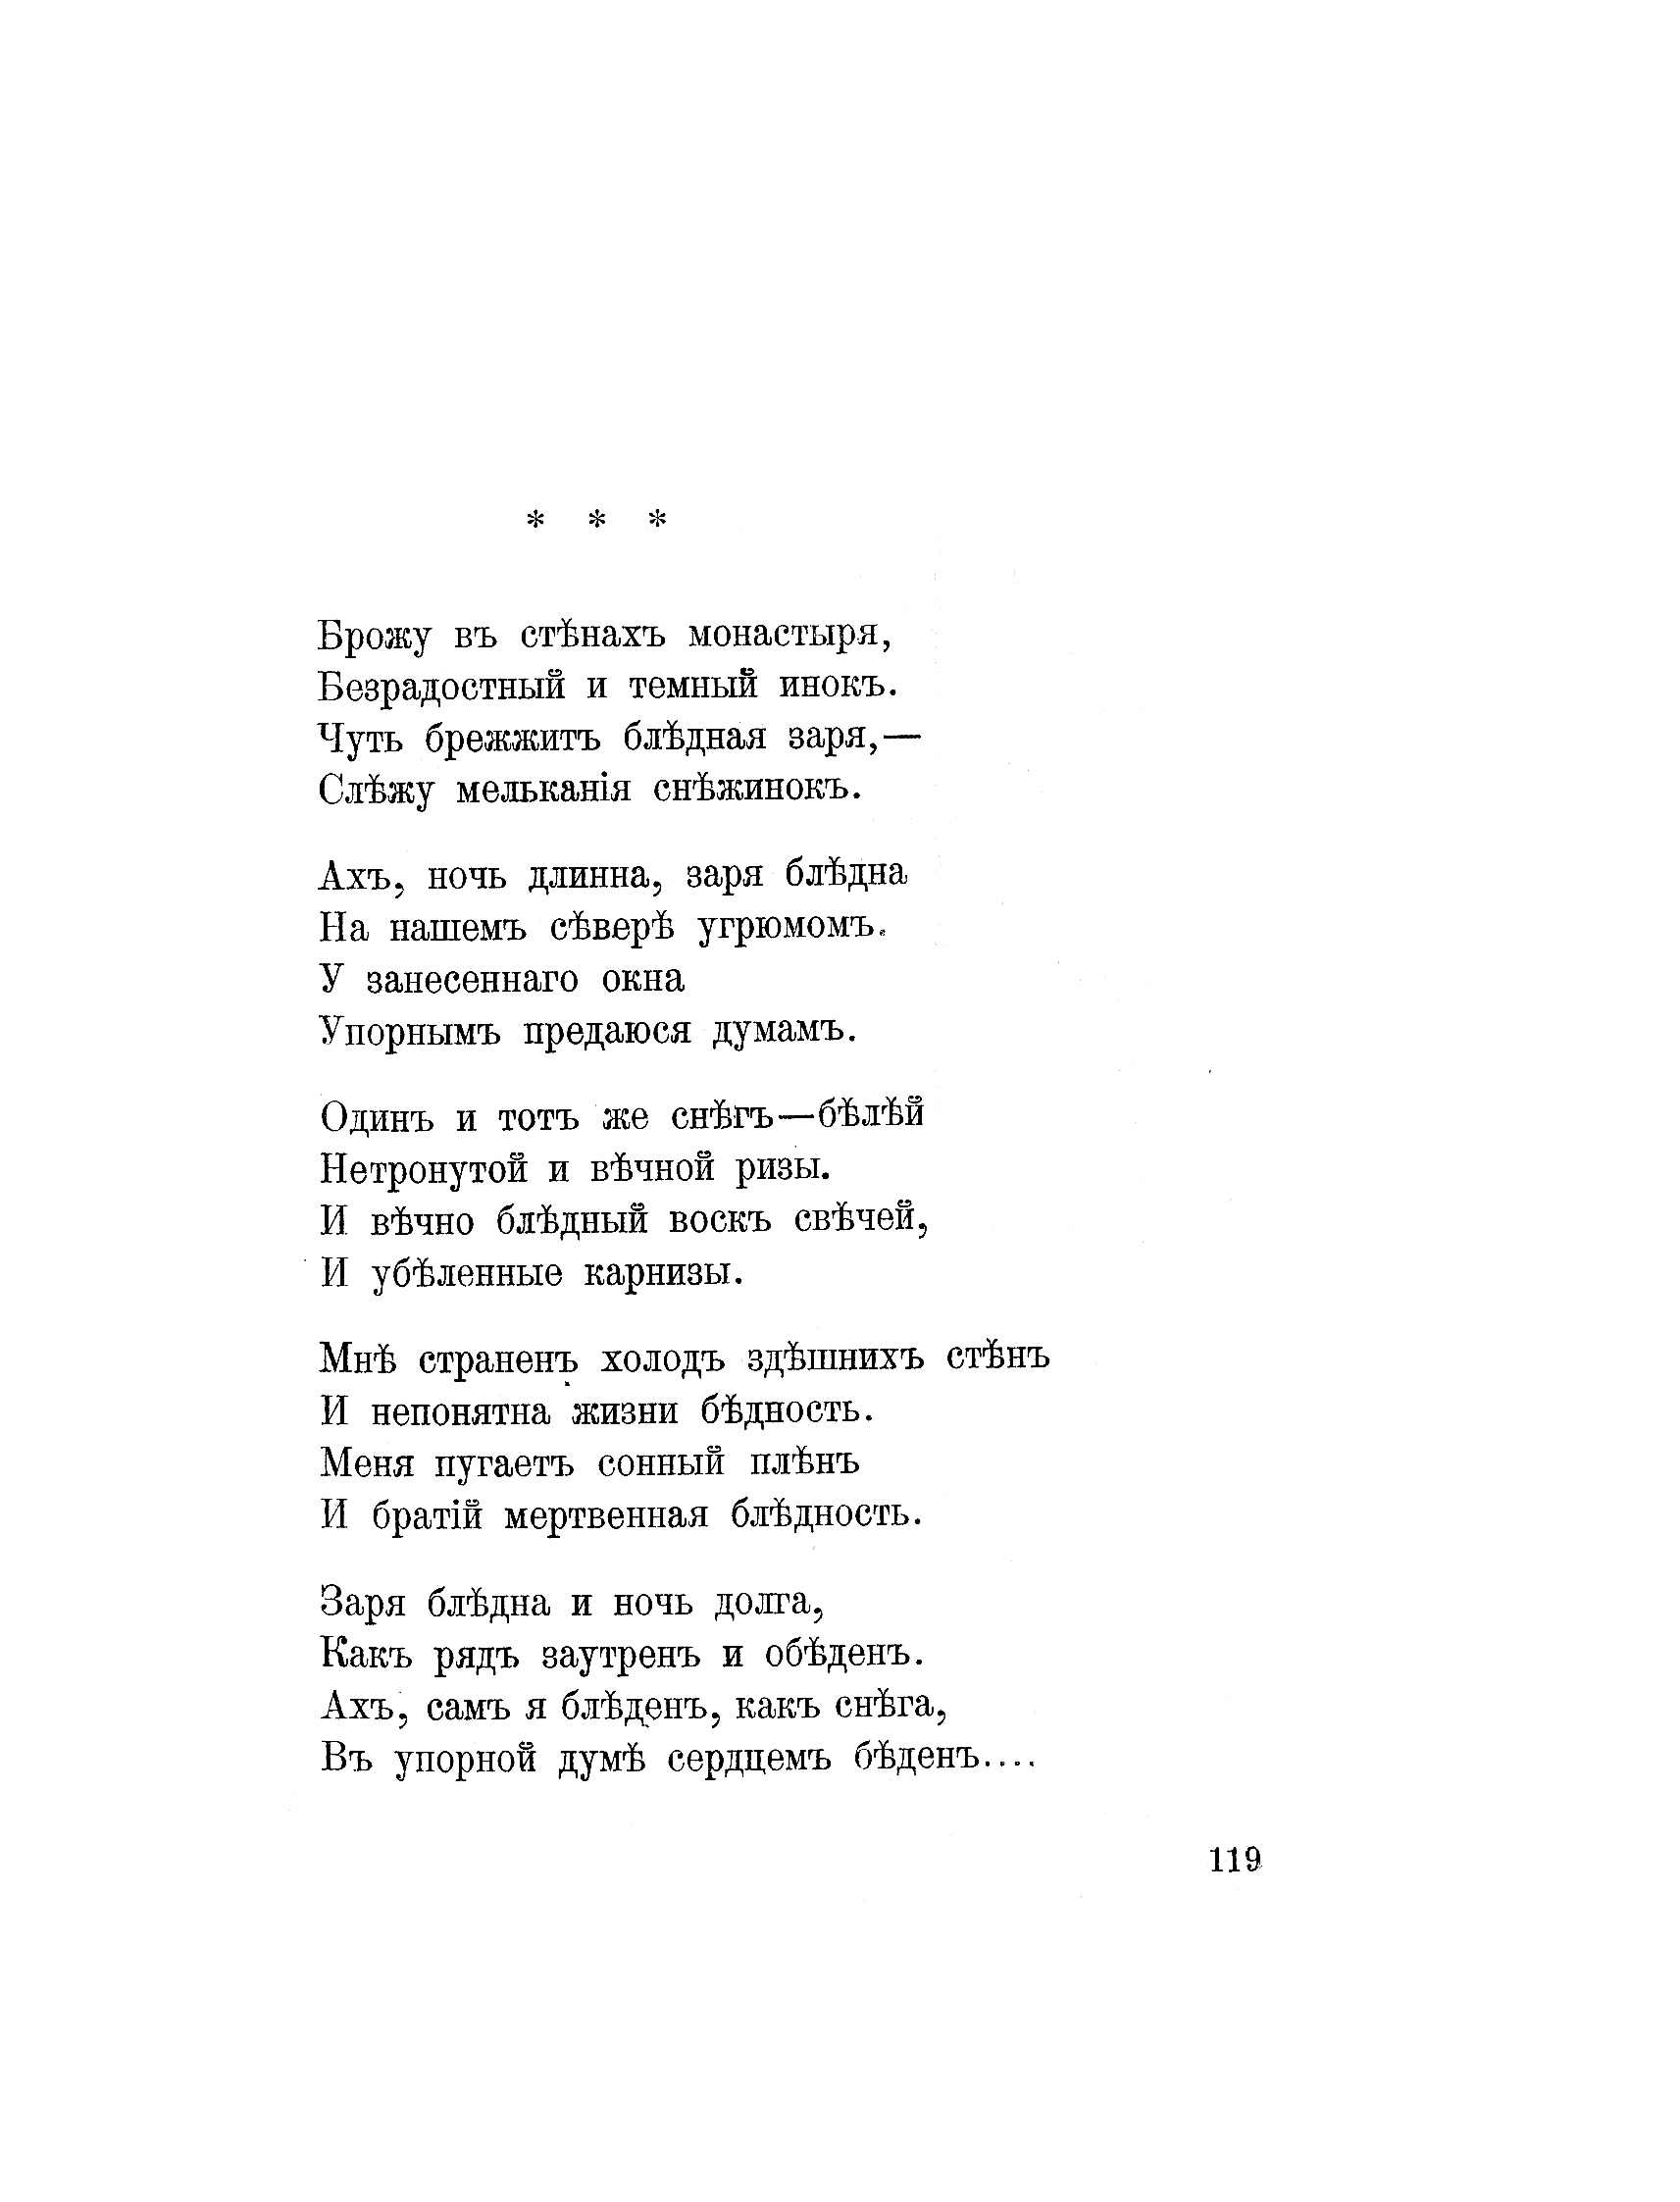 * * *
Брожу въ стѣнахъ монастыря,
Безрадостный и темный инокъ.
Чуть брежжитъ блѣдная заря,—
Слѣжу мельканія снѣжинокъ.
Ахъ, ночь длинна, заря блѣдна
На нашемъ сѣверѣ угрюмомъ.
У занесеннаго окна
Упорнымъ предаюся думамъ.
Одинъ и тотъ же снѣгъ—бѣлѣй
Нетронутой и вѣчной ризы.
И вѣчно блѣдный воскъ свѣчей,
И убѣленные карнизы.
Мнѣ страненъ холодъ здѣшнихъ стѣнъ
И непонятна жизни бѣдность.
Меня пугаетъ сонный плѣнъ
И братій мертвенная блѣдность.
Заря блѣдна и ночь долга,
Какъ рядъ заутренъ и обѣденъ.
Ахъ, самъ я блѣденъ, какъ снѣга,
Въ упорной думѣ сердцемъ бѣденъ....
119